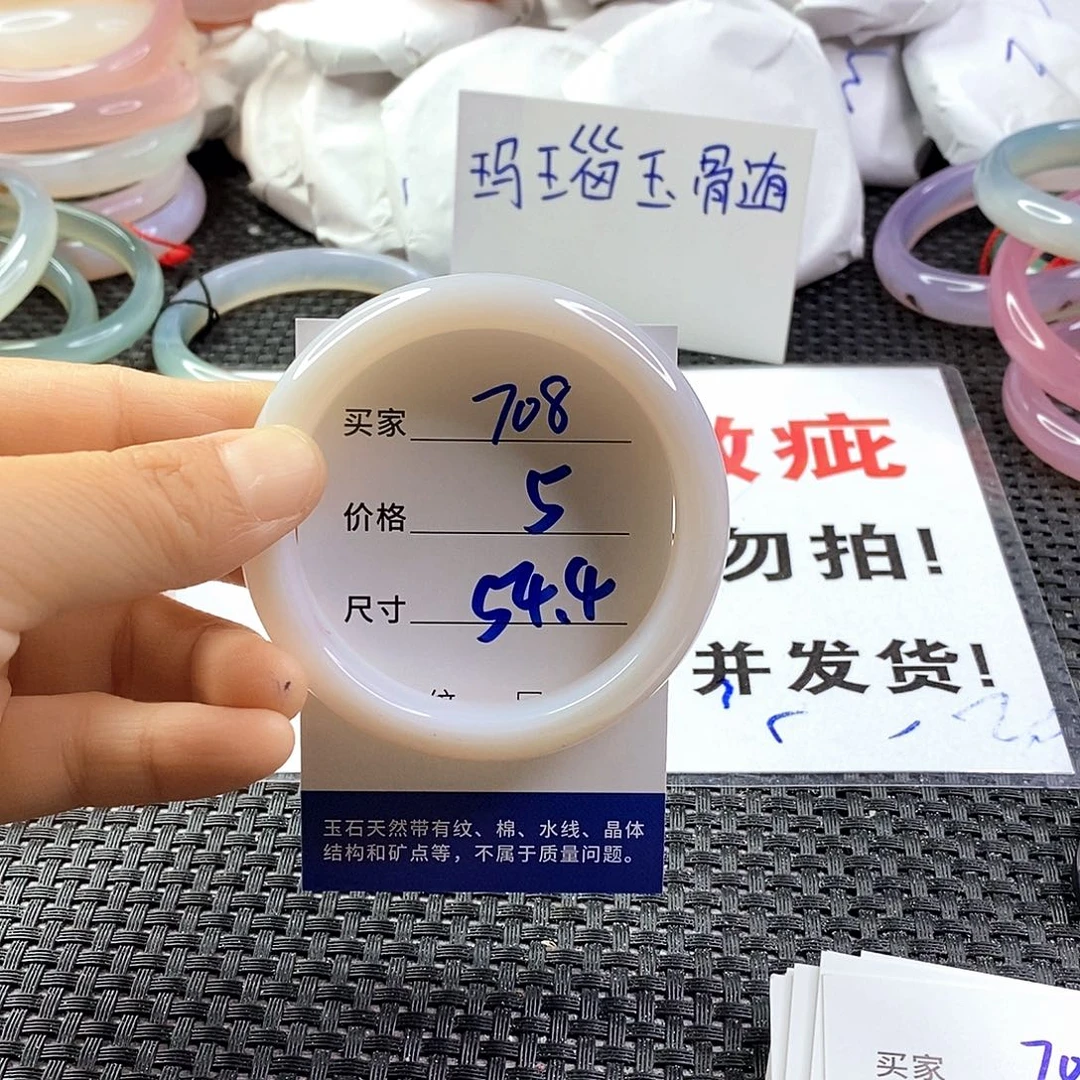 玛瑙玉骨髓
买家 708
价格 5
尺寸 54.4
疵
勿拍!
并发货!
玉石天然带有纹、棉、水线、晶体
结构和矿点等，不属于质量问题。
买家 70